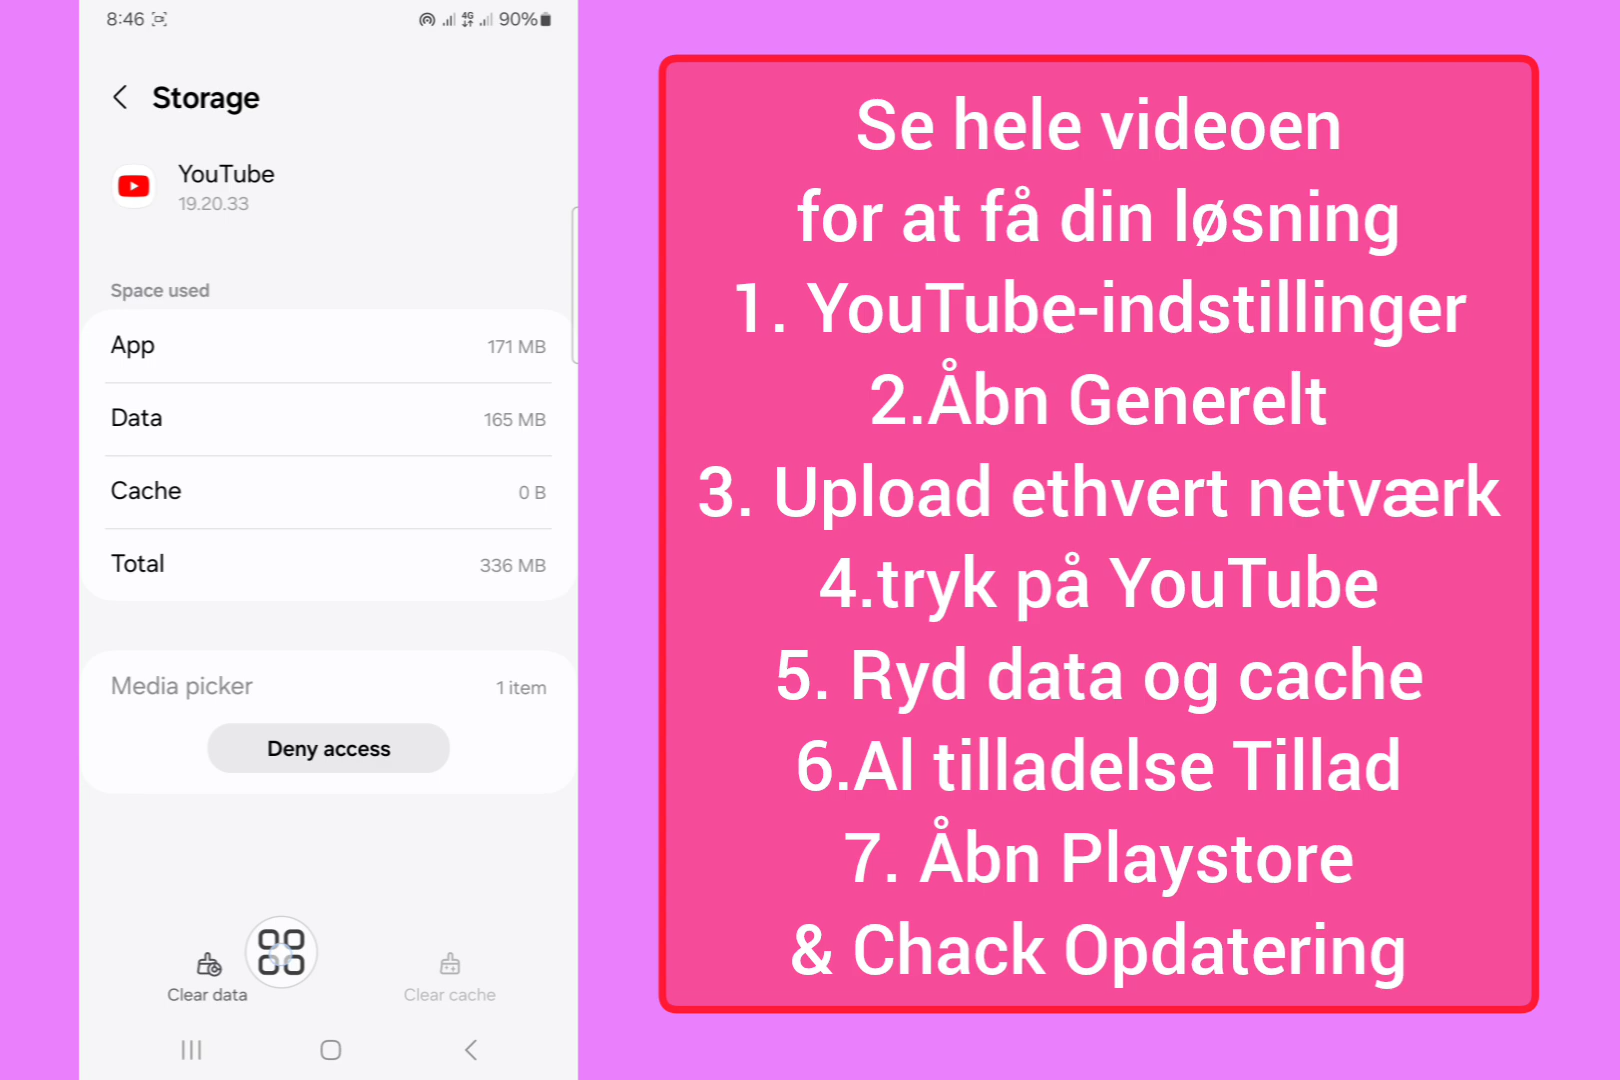 8:46
4G 90%
Storage
YouTube
19.20.33
Space used
App 171 MB
Data 165 MB
Cache 0 B
Total 336 MB
Media picker 1 item
Deny access
Clear data Clear cache
Se hele videoen
for at få din løsning
1. YouTube-indstillinger
2.Åbn Generelt
3. Upload ethvert netværk
4.tryk på YouTube
5. Ryd data og cache
6.Al tilladelse Tillad
7. Åbn Playstore
& Chack Opdatering